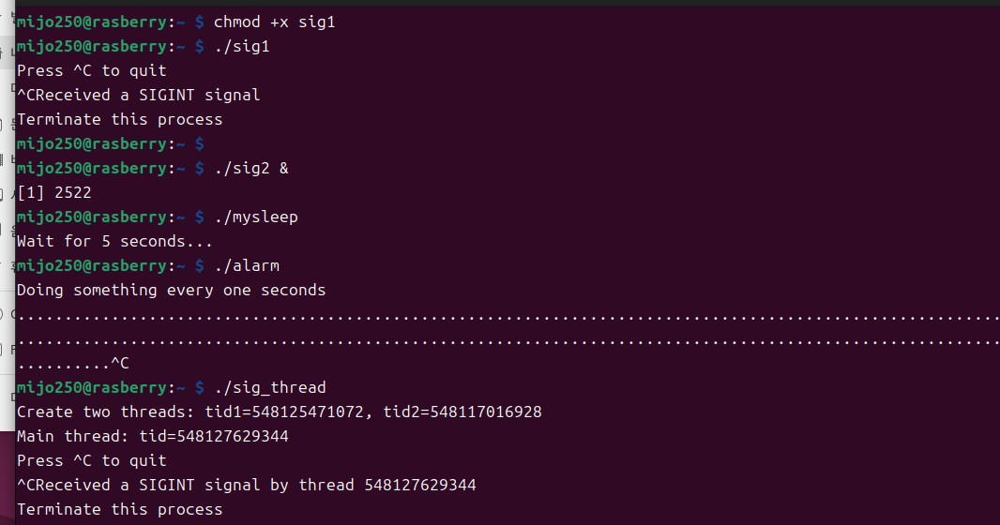 mijo250@rasberry:~ $ chmod +x sig1
mijo250@rasberry:~ $ ./sig1
Press ^C to quit
^CReceived a SIGINT signal
Terminate this process
mijo250@rasberry:~ $
mijo250@rasberry:~ $ ./sig2 &
[1] 2522
mijo250@rasberry:~ $ ./mysleep
Wait for 5 seconds...
mijo250@rasberry:~ $ ./alarm
Doing something every one seconds
.........................................................................................................
.........................................................................................................
..........^C
mijo250@rasberry:~ $ ./sig_thread
Create two threads: tid1=548125471072, tid2=548117016928
Main thread: tid=548127629344
Press ^C to quit
^CReceived a SIGINT signal by thread 548127629344
Terminate this process